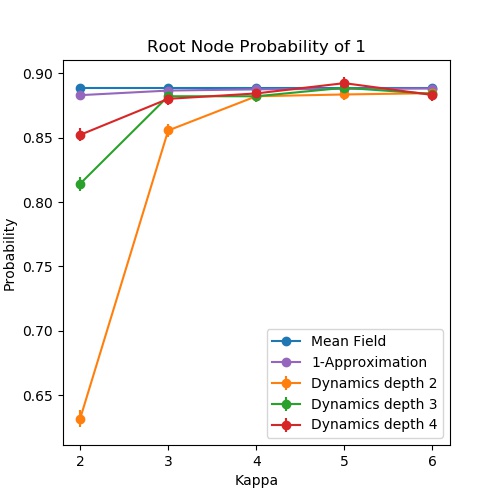 Root Node Probability of 1
0.90
0.85
0.80
0.75
0.70
0.65
Probability
2 3 4 5 6
Kappa
Mean Field
1-Approximation
Dynamics depth 2
Dynamics depth 3
Dynamics depth 4